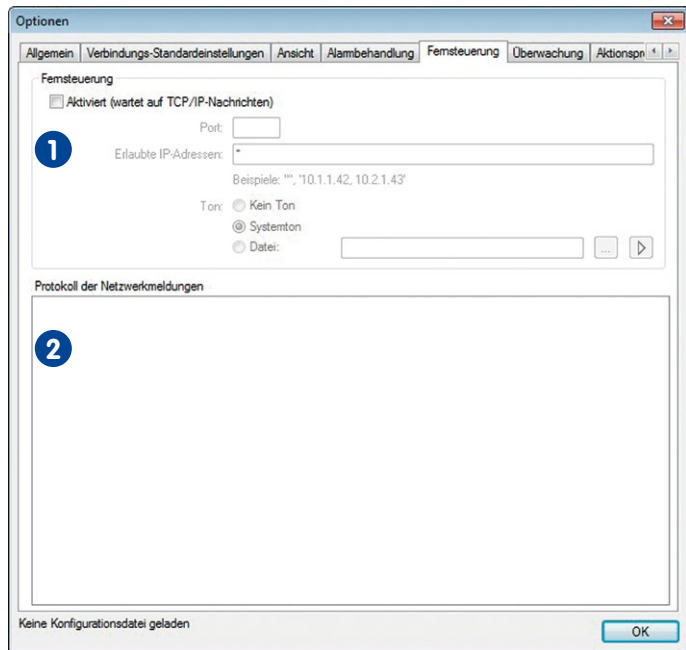 Optionen
Allgemein Verbindungs-Standardeinstellungen Ansicht Alarmbehandlung Fernsteuerung Überwachung Aktionspr
Fernsteuerung
Aktiviert (wartet auf TCP/IP-Nachrichten)
1
Port:
Erlaubte IP-Adressen: *
Beispiele: '*', '10.1.1.42, 10.2.1.43'
Ton: Kein Ton
Systemton
Datei: ...
Protokoll der Netzwerkmeldungen
2
Keine Konfigurationsdatei geladen
OK